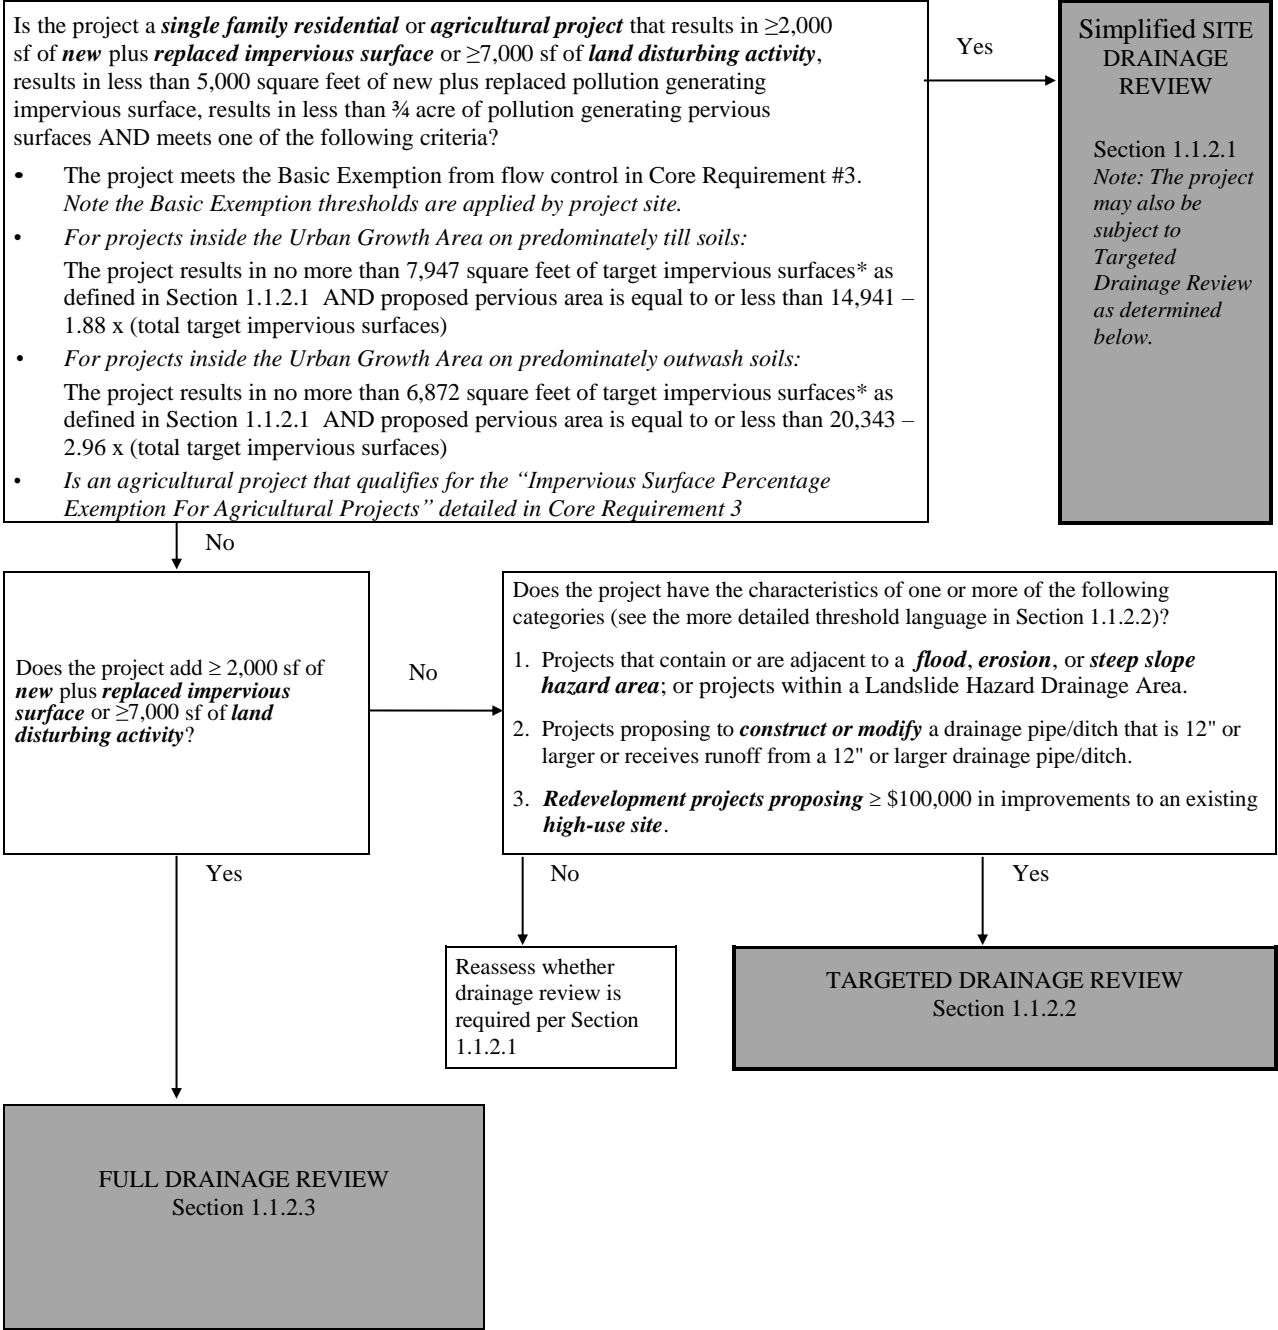 Is the project a single family residential or agricultural project that results in ≥2,000
sf of new plus replaced impervious surface or ≥7,000 sf of land disturbing activity,
results in less than 5,000 square feet of new plus replaced pollution generating
impervious surface, results in less than ¾ acre of pollution generating pervious
surfaces AND meets one of the following criteria?
• The project meets the Basic Exemption from flow control in Core Requirement #3.
Note the Basic Exemption thresholds are applied by project site.
• For projects inside the Urban Growth Area on predominately till soils:
The project results in no more than 7,947 square feet of target impervious surfaces* as
defined in Section 1.1.2.1 AND proposed pervious area is equal to or less than 14,941 –
1.88 x (total target impervious surfaces)
• For projects inside the Urban Growth Area on predominately outwash soils:
The project results in no more than 6,872 square feet of target impervious surfaces* as
defined in Section 1.1.2.1 AND proposed pervious area is equal to or less than 20,343 –
2.96 x (total target impervious surfaces)
• Is an agricultural project that qualifies for the “Impervious Surface Percentage
Exemption For Agricultural Projects” detailed in Core Requirement 3
Yes
Simplified SITE
DRAINAGE
REVIEW
Section 1.1.2.1
Note: The project
may also be
subject to
Targeted
Drainage Review
as determined
below.
No
Does the project add ≥ 2,000 sf of
new plus replaced impervious
surface or ≥7,000 sf of land
disturbing activity?
No
Does the project have the characteristics of one or more of the following
categories (see the more detailed threshold language in Section 1.1.2.2)?
1. Projects that contain or are adjacent to a flood, erosion, or steep slope
hazard area; or projects within a Landslide Hazard Drainage Area.
2. Projects proposing to construct or modify a drainage pipe/ditch that is 12" or
larger or receives runoff from a 12" or larger drainage pipe/ditch.
3. Redevelopment projects proposing ≥ $100,000 in improvements to an existing
high-use site.
Yes
No
Yes
Reassess whether
drainage review is
required per Section
1.1.2.1
TARGETED DRAINAGE REVIEW
Section 1.1.2.2
FULL DRAINAGE REVIEW
Section 1.1.2.3